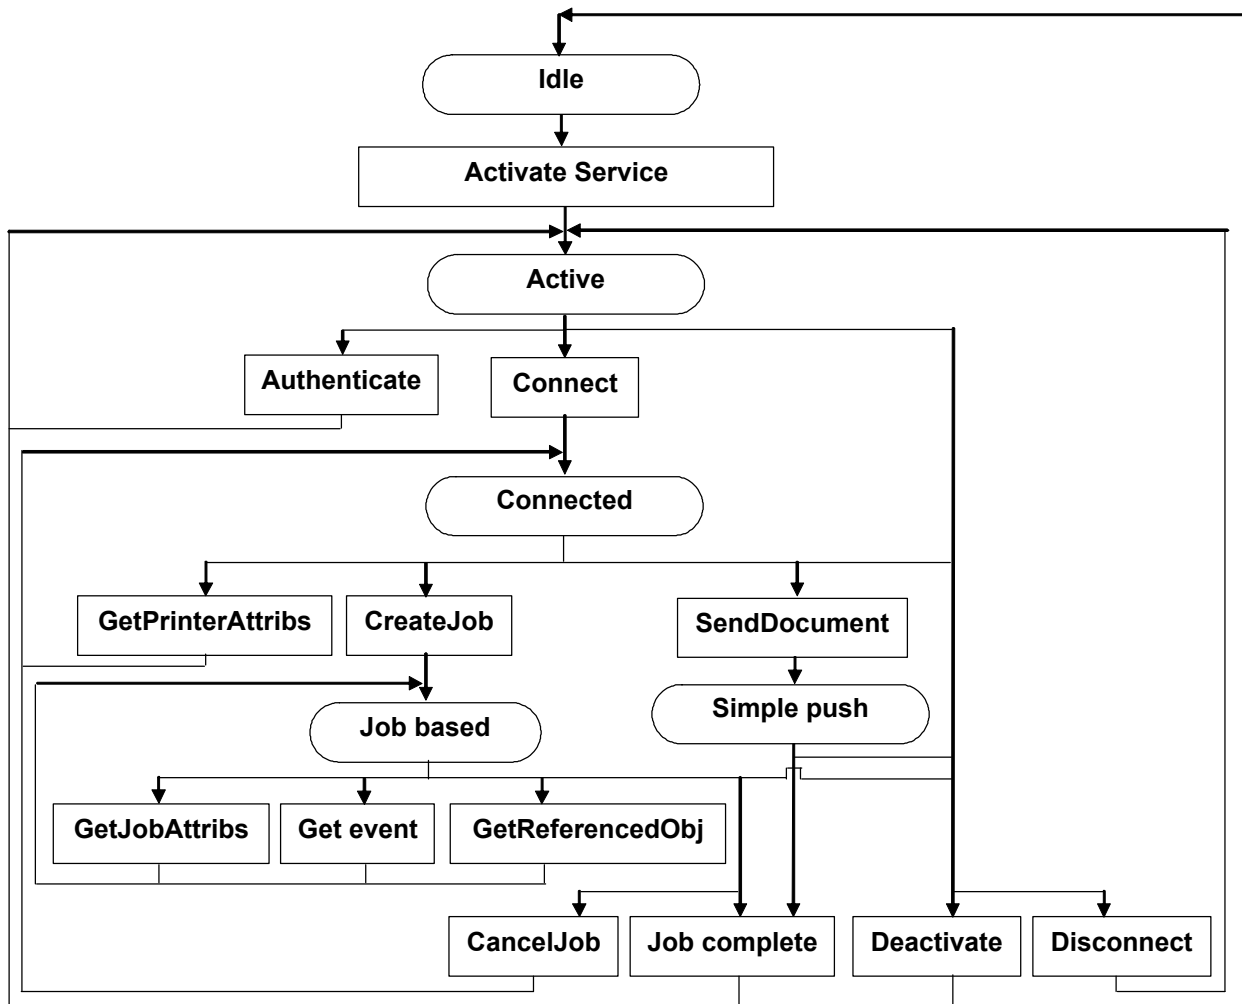 Idle
Activate Service
Active
Authenticate
Connect
Connected
GetPrinterAttribs
CreateJob
SendDocument
Simple push
Job based
GetJobAttribs
Get event
GetReferencedObj
CancelJob
Job complete
Deactivate
Disconnect